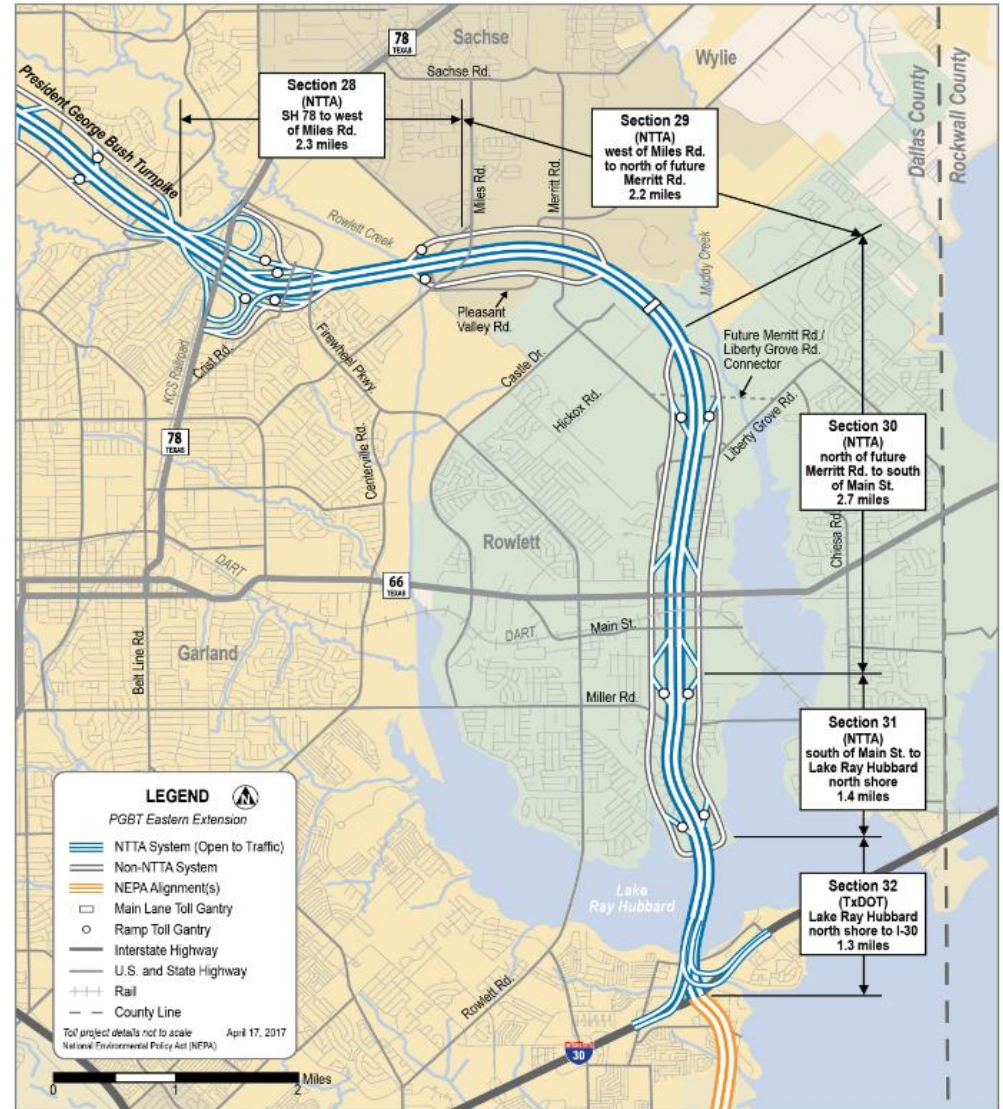 78
TEXAS
Sachse
Sachse Rd.
Wylie
Dallas County
Rockwall County
President George Bush Turnpike
Section 28
(NTTA)
SH 78 to west
of Miles Rd.
2.3 miles
Section 29
(NTTA)
west of Miles Rd.
to north of future
Merritt Rd.
2.2 miles
Miles Rd.
Merritt Rd.
Rowlett Creek
Muddy Creek
Pleasant
Valley Rd.
Firewheel Pkwy.
Crist Rd.
KCS Railroad
Castle Dr.
Hickox Rd.
Future Merritt Rd./
Liberty Grove Rd.
Connector
Liberty Grove Rd.
78
TEXAS
Centerville Rd.
Section 30
(NTTA)
north of future
Merritt Rd. to south
of Main St.
2.7 miles
Rowlett
Chiesa Rd.
DART
66
TEXAS
Main St.
DART
Garland
Belt Line Rd.
Miller Rd.
Section 31
(NTTA)
south of Main St. to
Lake Ray Hubbard
north shore
1.4 miles
Lake
Ray Hubbard
Section 32
(TxDOT)
Lake Ray Hubbard
north shore to I-30
1.3 miles
Rowlett Rd.
30
LEGEND
N
PGBT Eastern Extension
NTTA System (Open to Traffic)
Non-NTTA System
NEPA Alignment(s)
Main Lane Toll Gantry
Ramp Toll Gantry
Interstate Highway
U.S. and State Highway
Rail
County Line
Toll project details not to scale April 17, 2017
National Environmental Policy Act (NEPA)
0 1 2 Miles